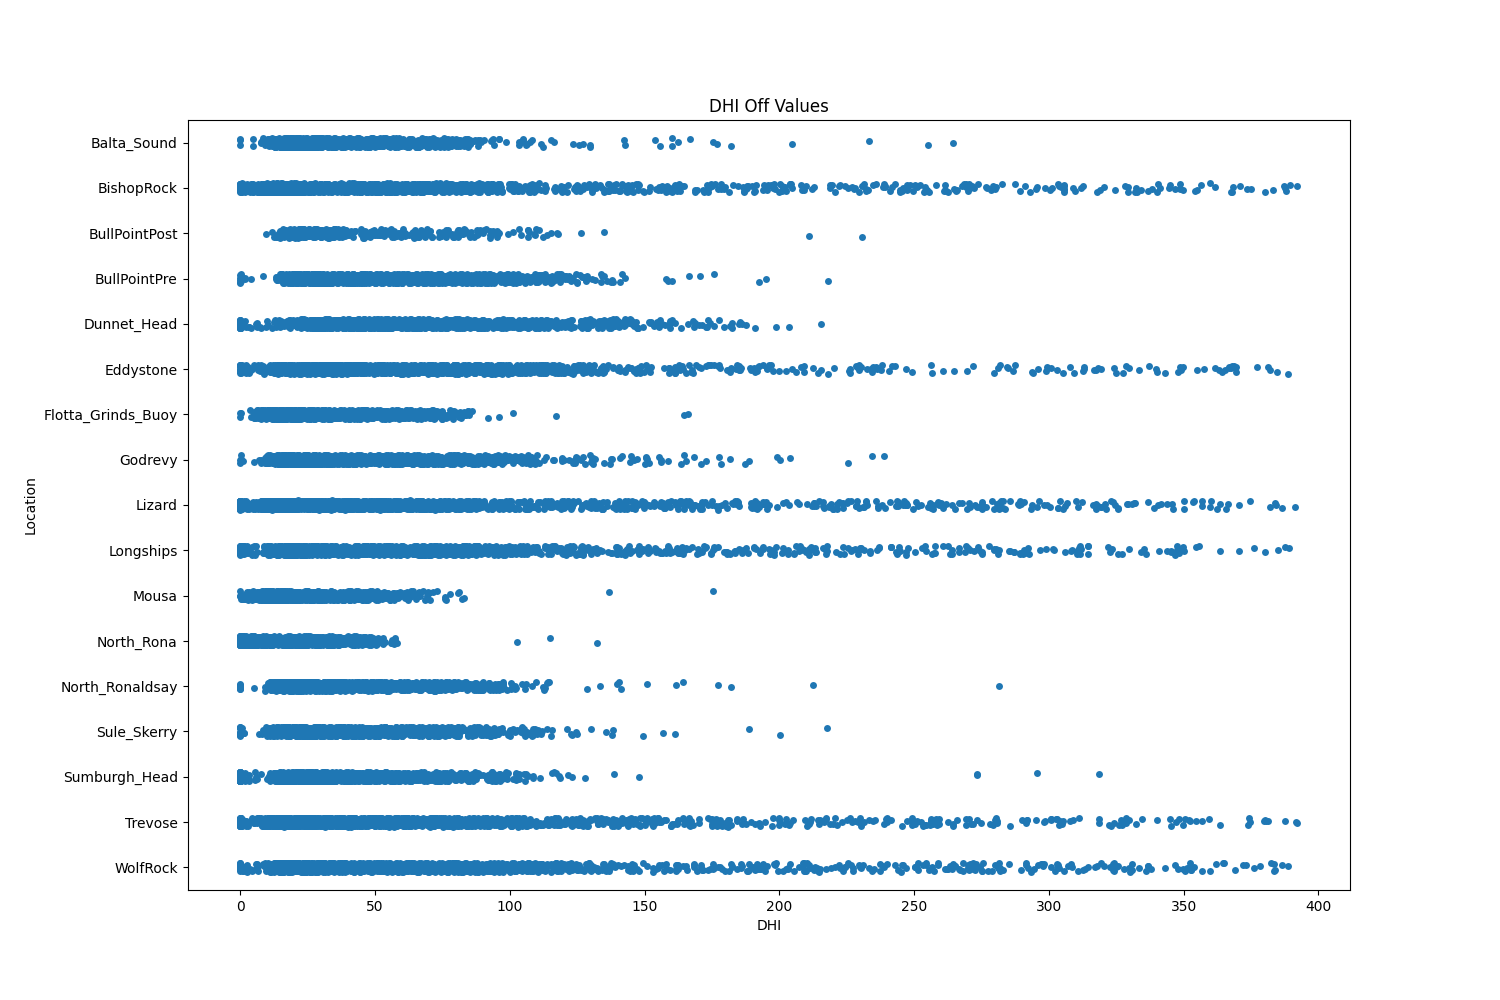 DHI Off Values
Location
Balta_Sound
BishopRock
BullPointPost
BullPointPre
Dunnet_Head
Eddystone
Flotta_Grinds_Buoy
Godrevy
Lizard
Longships
Mousa
North_Rona
North_Ronaldsay
Sule_Skerry
Sumburgh_Head
Trevose
WolfRock
0 50 100 150 200 250 300 350 400
DHI